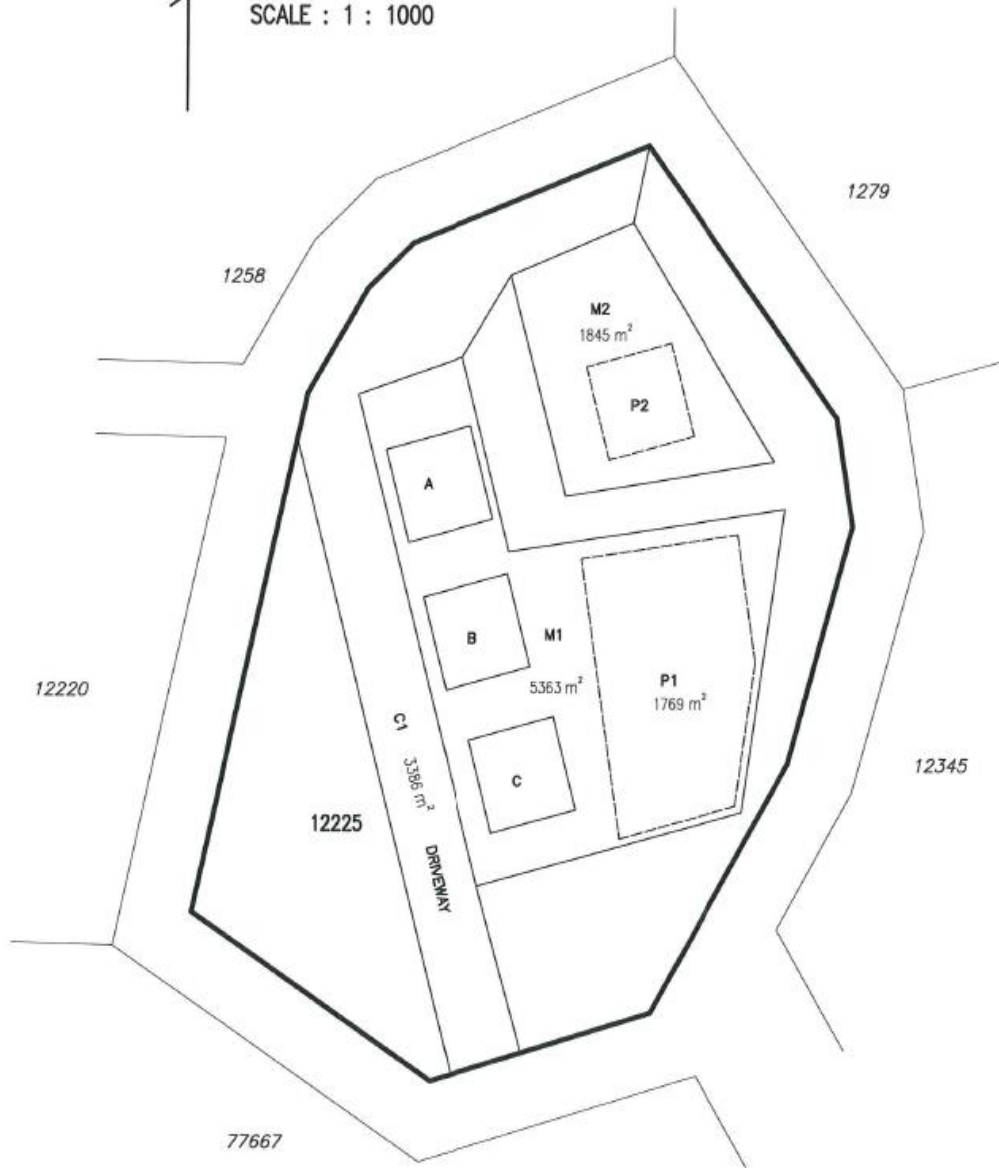 SCALE : 1 : 1000
1279
1258
M2
1845 m²
P2
A
B
M1
12220
5363 m²
P1
1769 m²
C1
3386 m²
DRIVEWAY
C
12345
12225
77667